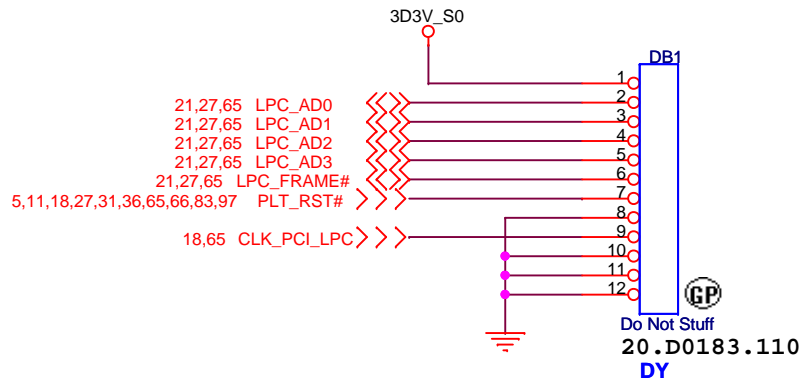 3D3V_S0
DB1
1
21,27,65 LPC_AD0 2
21,27,65 LPC_AD1 3
21,27,65 LPC_AD2 4
21,27,65 LPC_AD3 5
21,27,65 LPC_FRAME# 6
5,11,18,27,31,36,65,66,83,97 PLT_RST# 7
8
18,65 CLK_PCI_LPC 9
10
11
12
GP
Do Not Stuff
20.D0183.110
DY